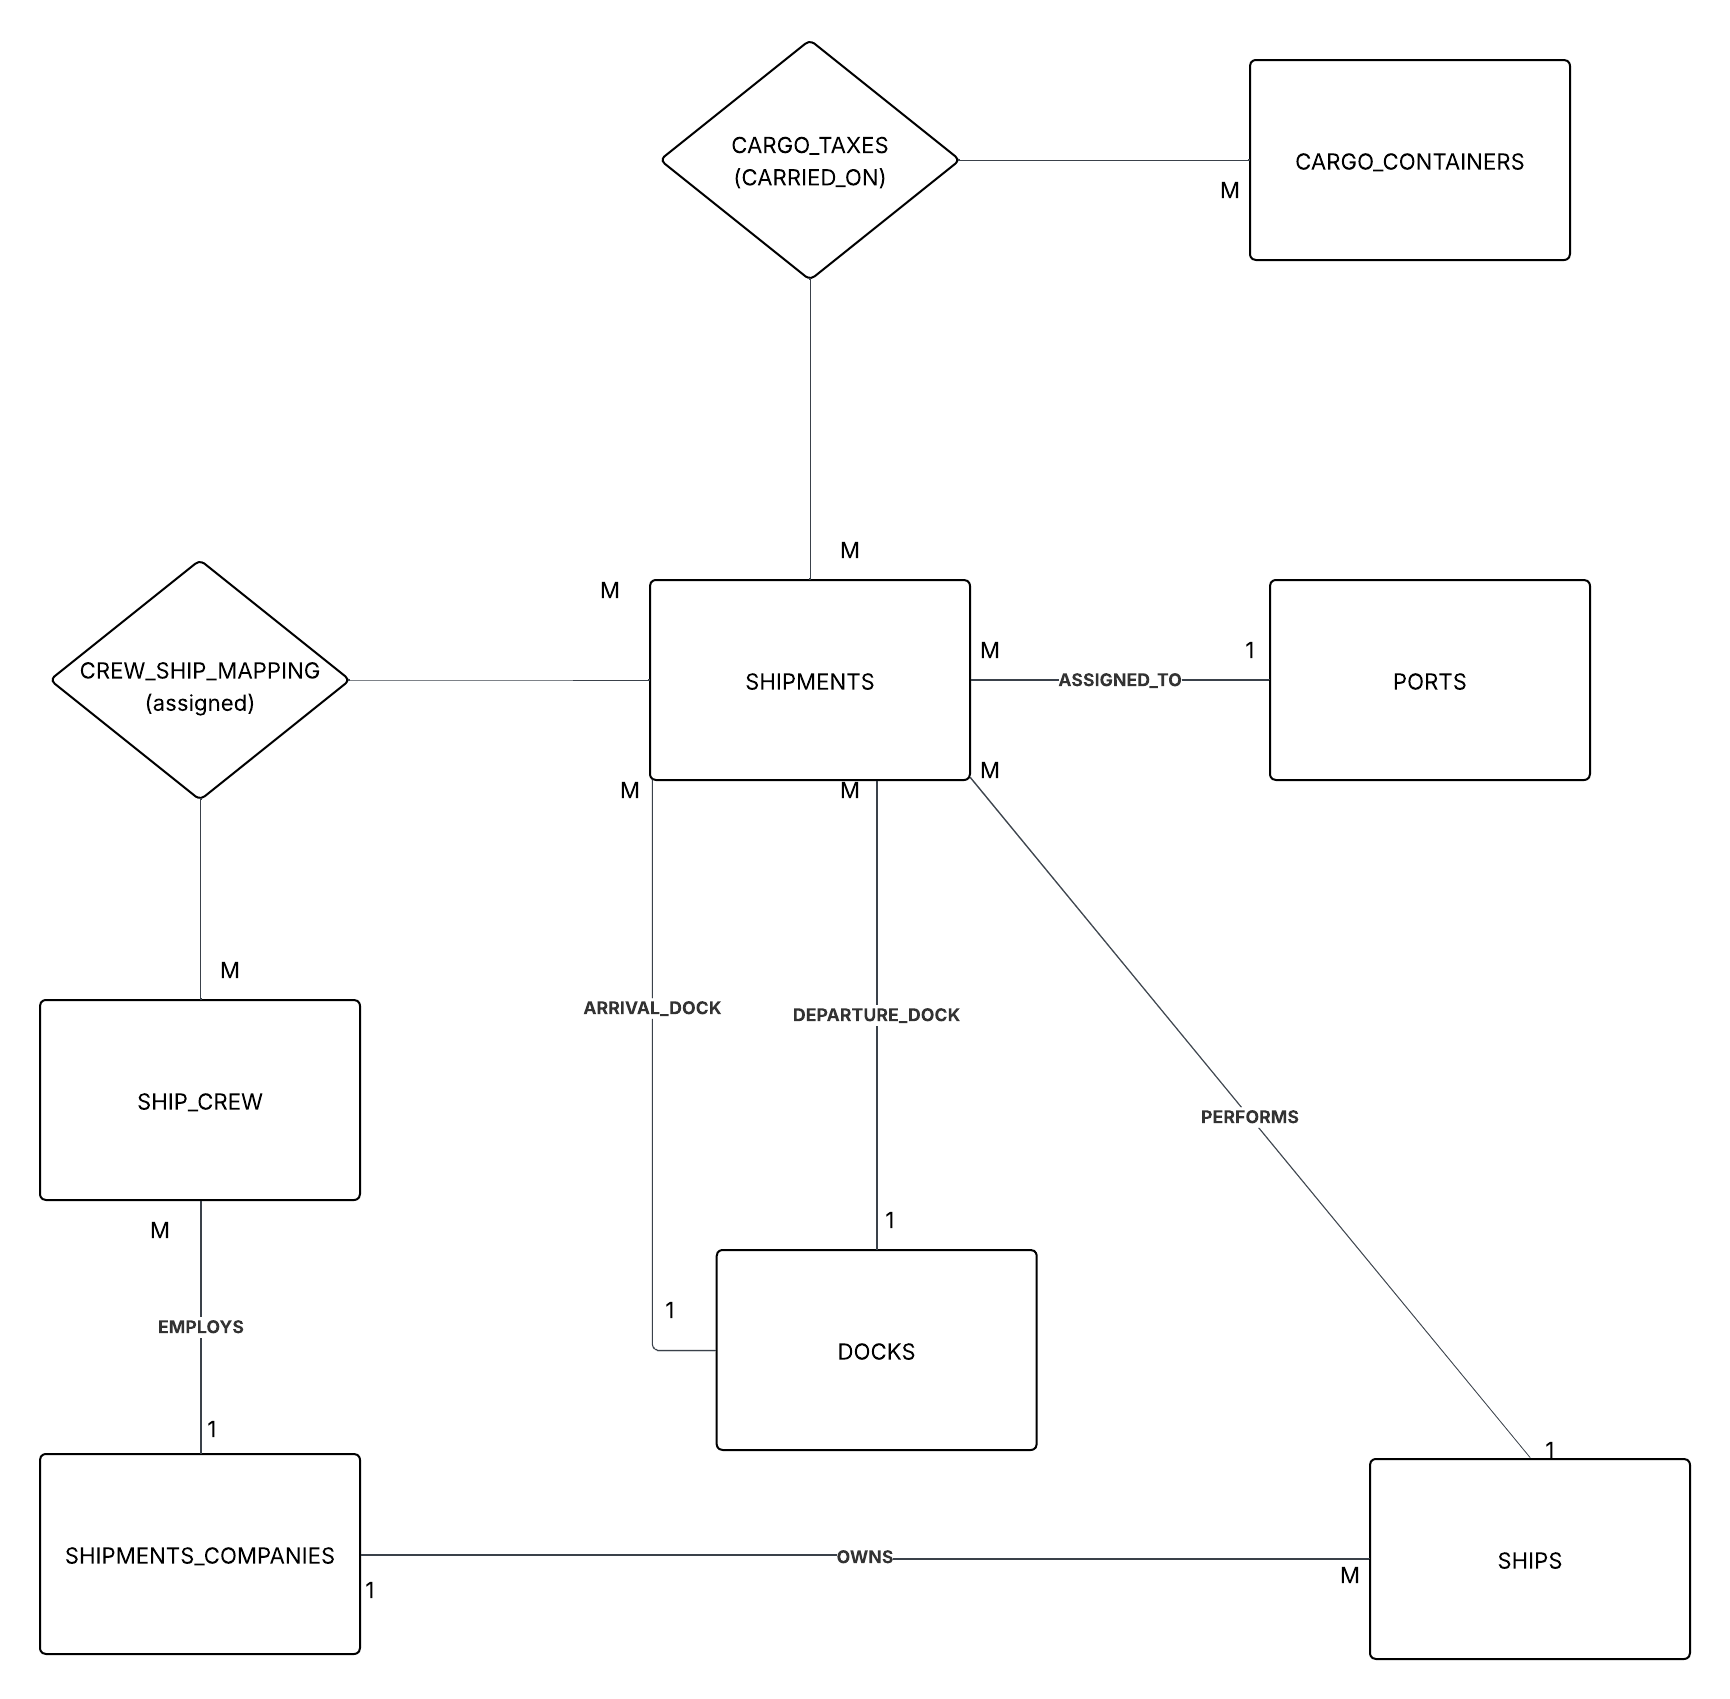 CARGO_TAXES
(CARRIED_ON)
CARGO_CONTAINERS
M
M
M
CREW_SHIP_MAPPING
(assigned)
SHIPMENTS
M
ASSIGNED_TO
1
PORTS
M
M
M
M
ARRIVAL_DOCK
DEPARTURE_DOCK
SHIP_CREW
PERFORMS
M
1
1
EMPLOYS
DOCKS
1
1
SHIPMENTS_COMPANIES
OWNS
SHIPS
1
M